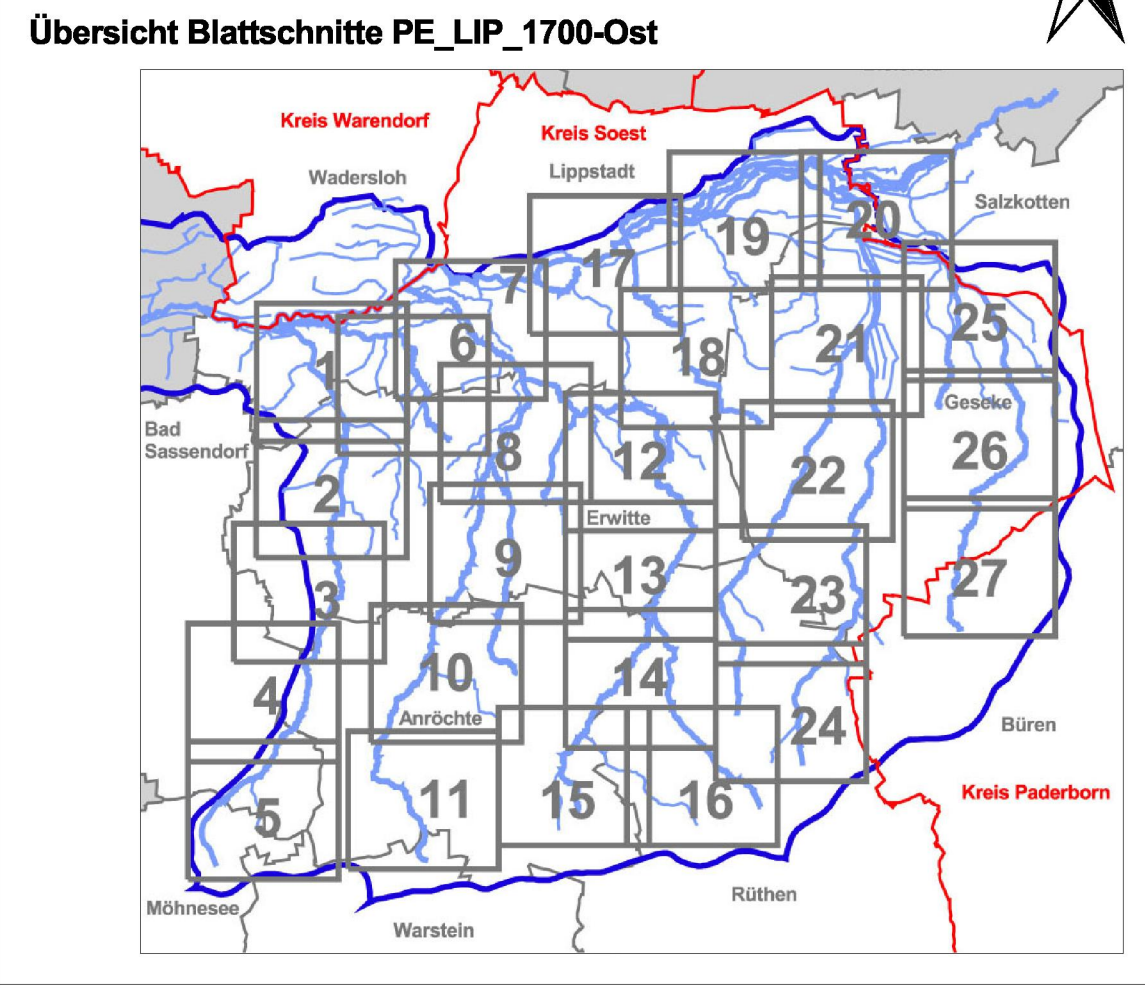 Übersicht Blattschnitte PE_LIP_1700-Ost
Kreis Warendorf
Kreis Soest
Wadersloh
Lippstadt
Salzkotten
20
19
17
7
25
21
6
18
1
Geseke
Bad
Sassendorf
8
12
26
22
2
Erwitte
9
13
27
23
3
10
14
4
Anröchte
24
Büren
Kreis Paderborn
11
15
16
5
Möhnesee
Rüthen
Warstein